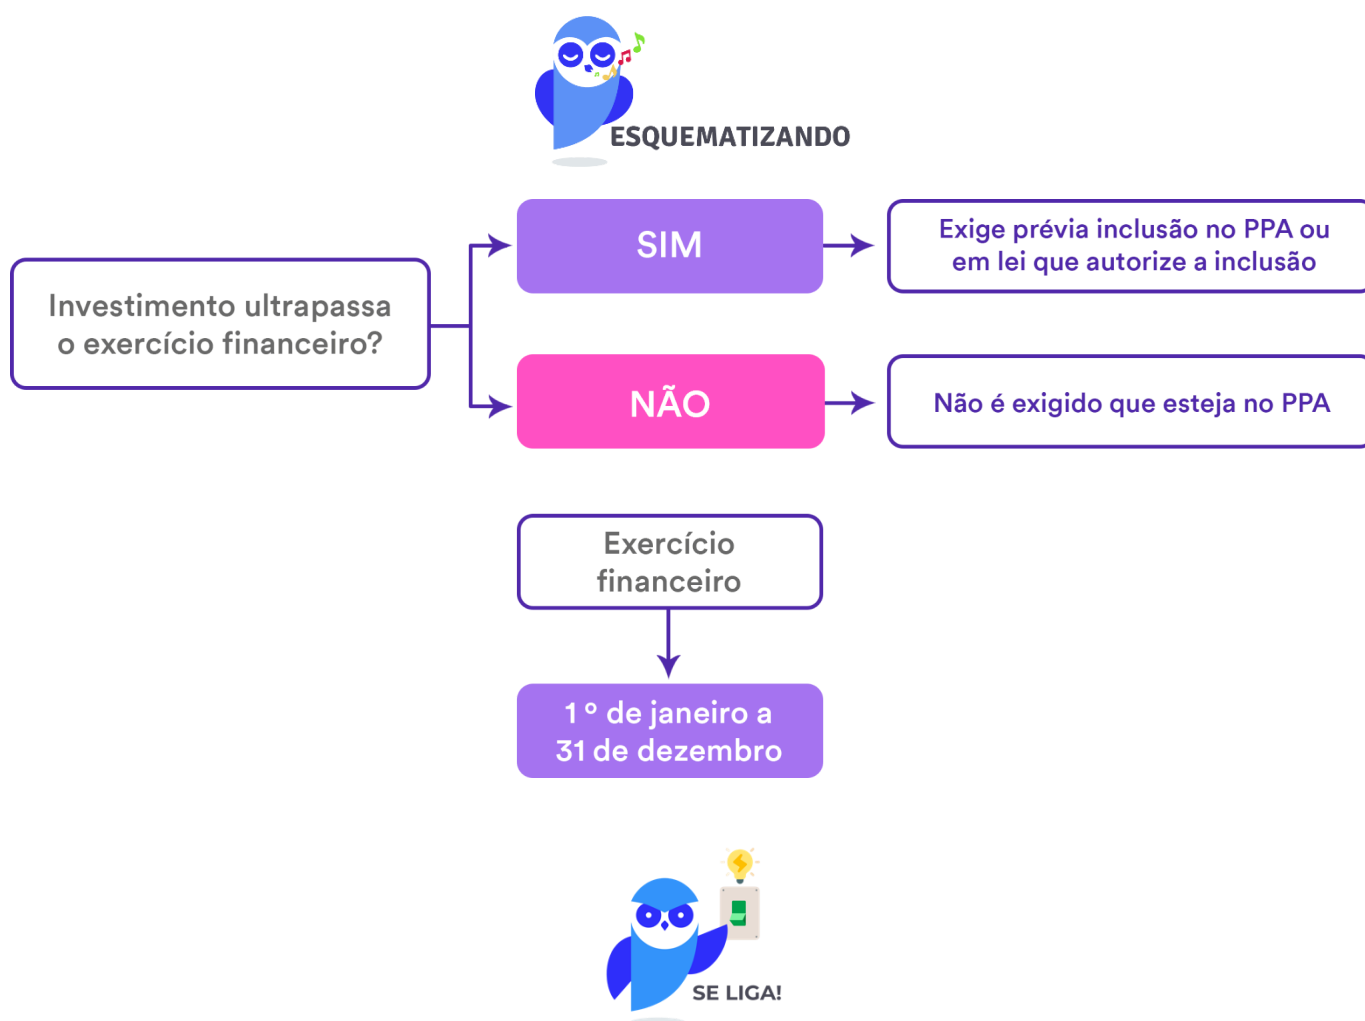 ESQUEMATIZANDO
Investimento ultrapassa
o exercício financeiro?
SIM
Exige prévia inclusão no PPA ou
em lei que autorize a inclusão
NÃO
Não é exigido que esteja no PPA
Exercício
financeiro
1º de janeiro a
31 de dezembro
SE LIGA!